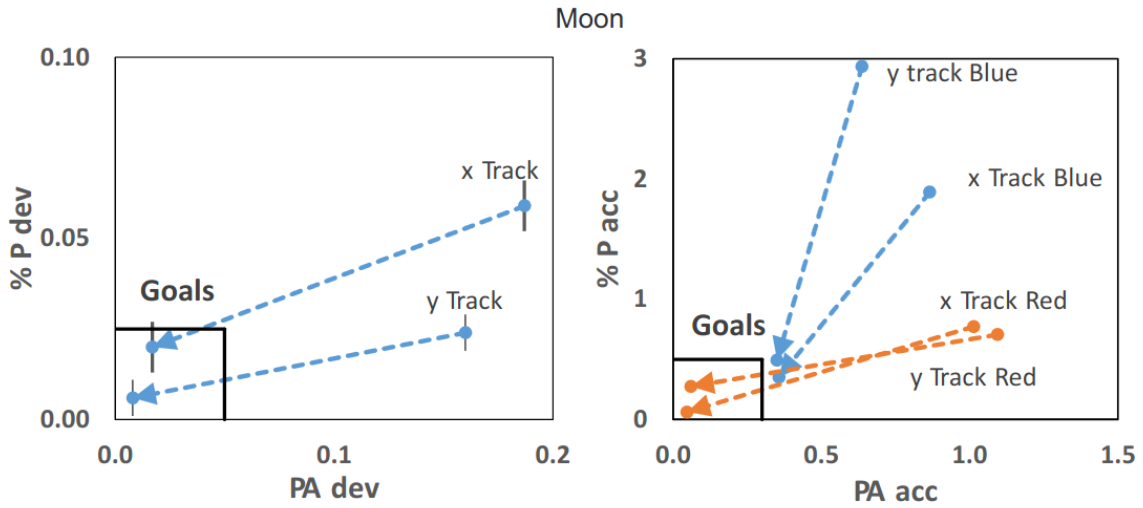 Moon
0.10
0.05
0.00
% P dev
x Track
y Track
Goals
0.0
0.1
0.2
PA dev
3
2
1
0
% P acc
y track Blue
x Track Blue
x Track Red
Goals
y Track Red
0.0
0.5
1.0
1.5
PA acc